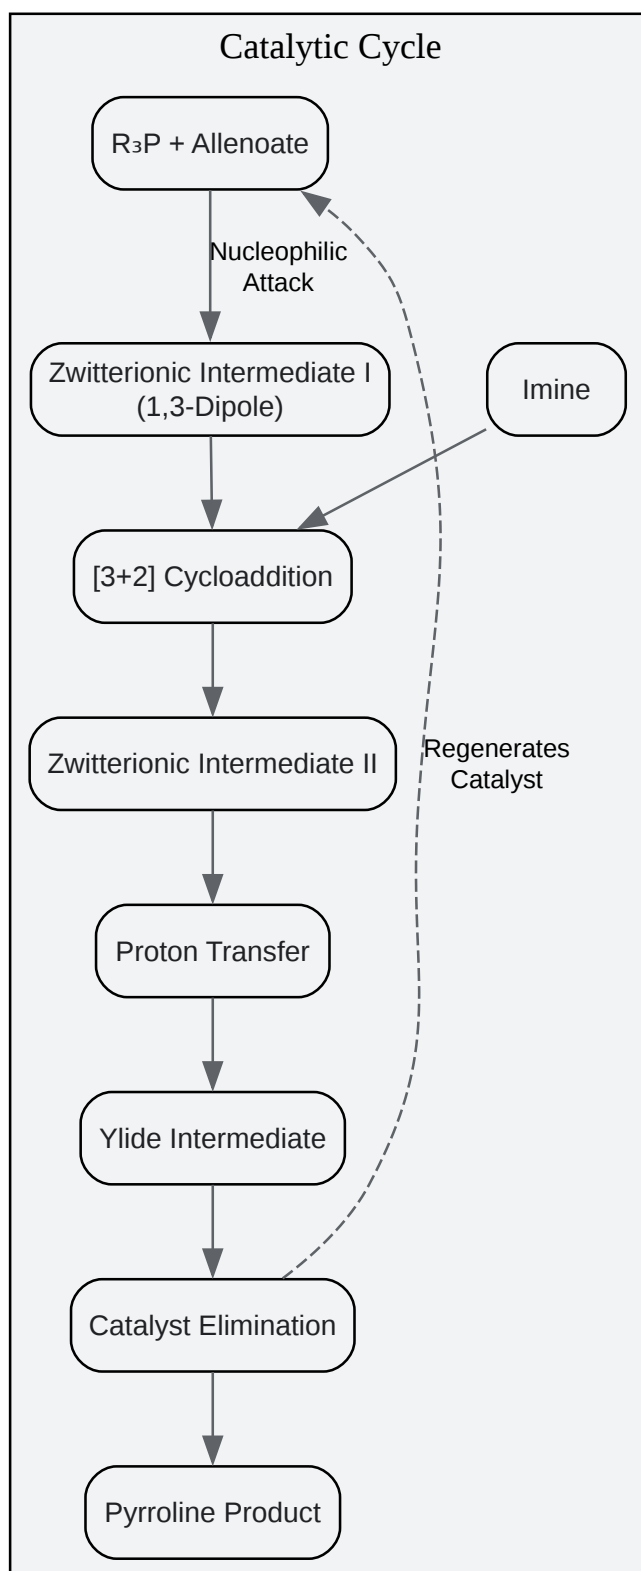 Catalytic Cycle
R₃P + Allenoate
Nucleophilic
Attack
Zwitterionic Intermediate I
(1,3-Dipole)
Imine
[3+2] Cycloaddition
Zwitterionic Intermediate II
Regenerates
Catalyst
Proton Transfer
Ylide Intermediate
Catalyst Elimination
Pyrroline Product